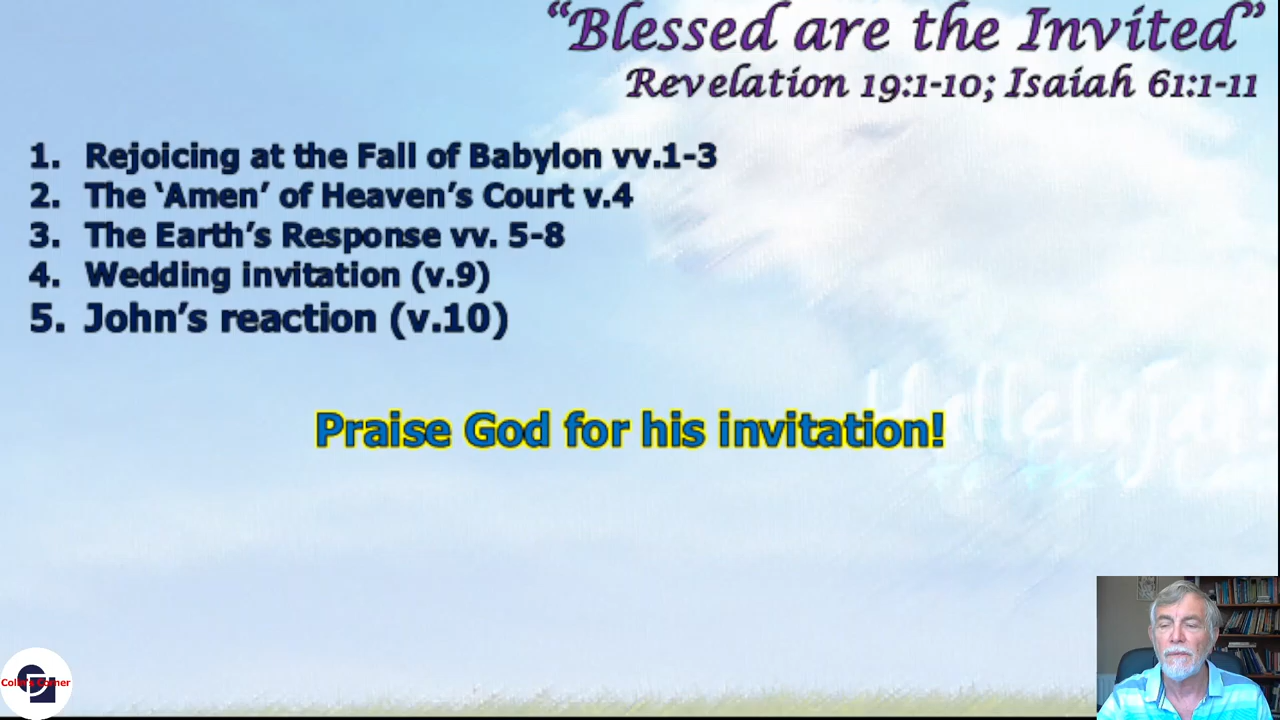 “Blessed are the Invited”
Revelation 19:1-10; Isaiah 61:1-11
1. Rejoicing at the Fall of Babylon vv.1-3
2. The ‘Amen’ of Heaven’s Court v.4
3. The Earth’s Response vv. 5-8
4. Wedding invitation (v.9)
5. John’s reaction (v.10)
Hallelujah
Praise God for his invitation!
Corner